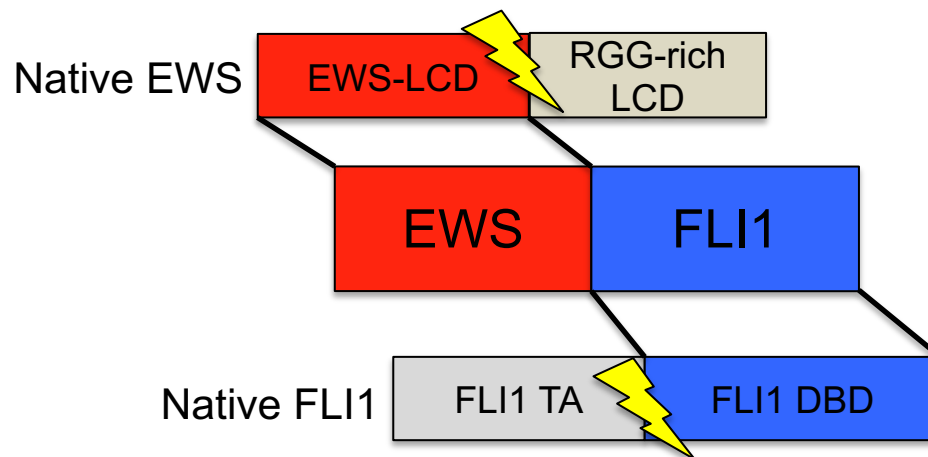 Native EWS
EWS-LCD
RGG-rich
LCD
EWS
FLI1
Native FLI1
FLI1 TA
FLI1 DBD